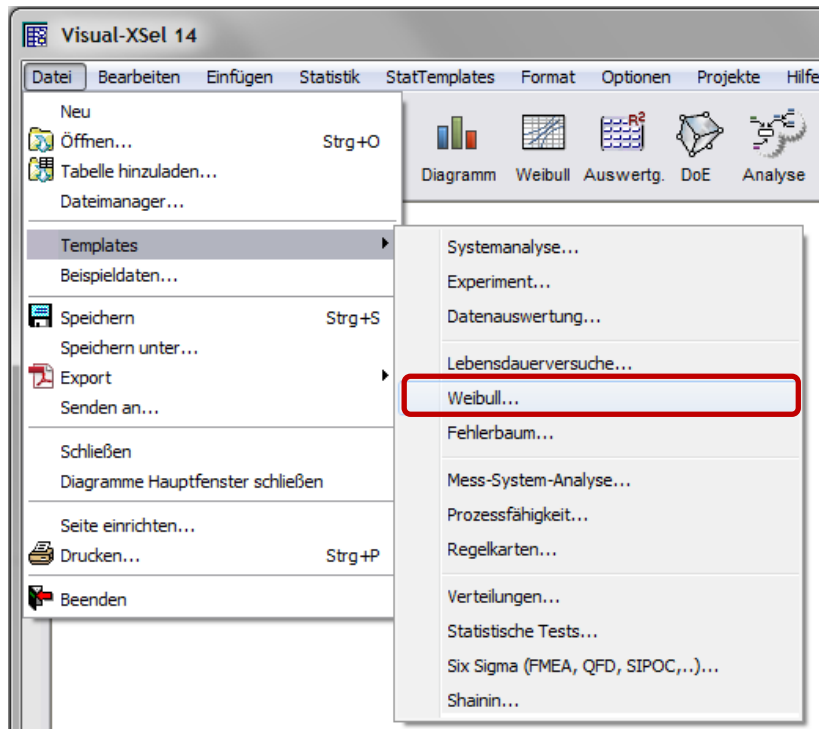 Visual-XSel 14
Datei Bearbeiten Einfügen Statistik StatTemplates Format Optionen Projekte Hilfe
Neu
Öffnen... Strg+O
Tabelle hinzuladen...
Dateimanager...
Templates
Beispieldaten...
Speichern Strg+S
Speichern unter...
Export
Senden an...
Schließen
Diagramme Hauptfenster schließen
Seite einrichten...
Drucken... Strg+P
Beenden
R²
Diagramm Weibull Auswertg. DoE Analyse
Systemanalyse...
Experiment...
Datenauswertung...
Lebensdauerversuche...
Weibull...
Fehlerbaum...
Mess-System-Analyse...
Prozessfähigkeit...
Regelkarten...
Verteilungen...
Statistische Tests...
Six Sigma (FMEA, QFD, SIPOC,..)...
Shainin...